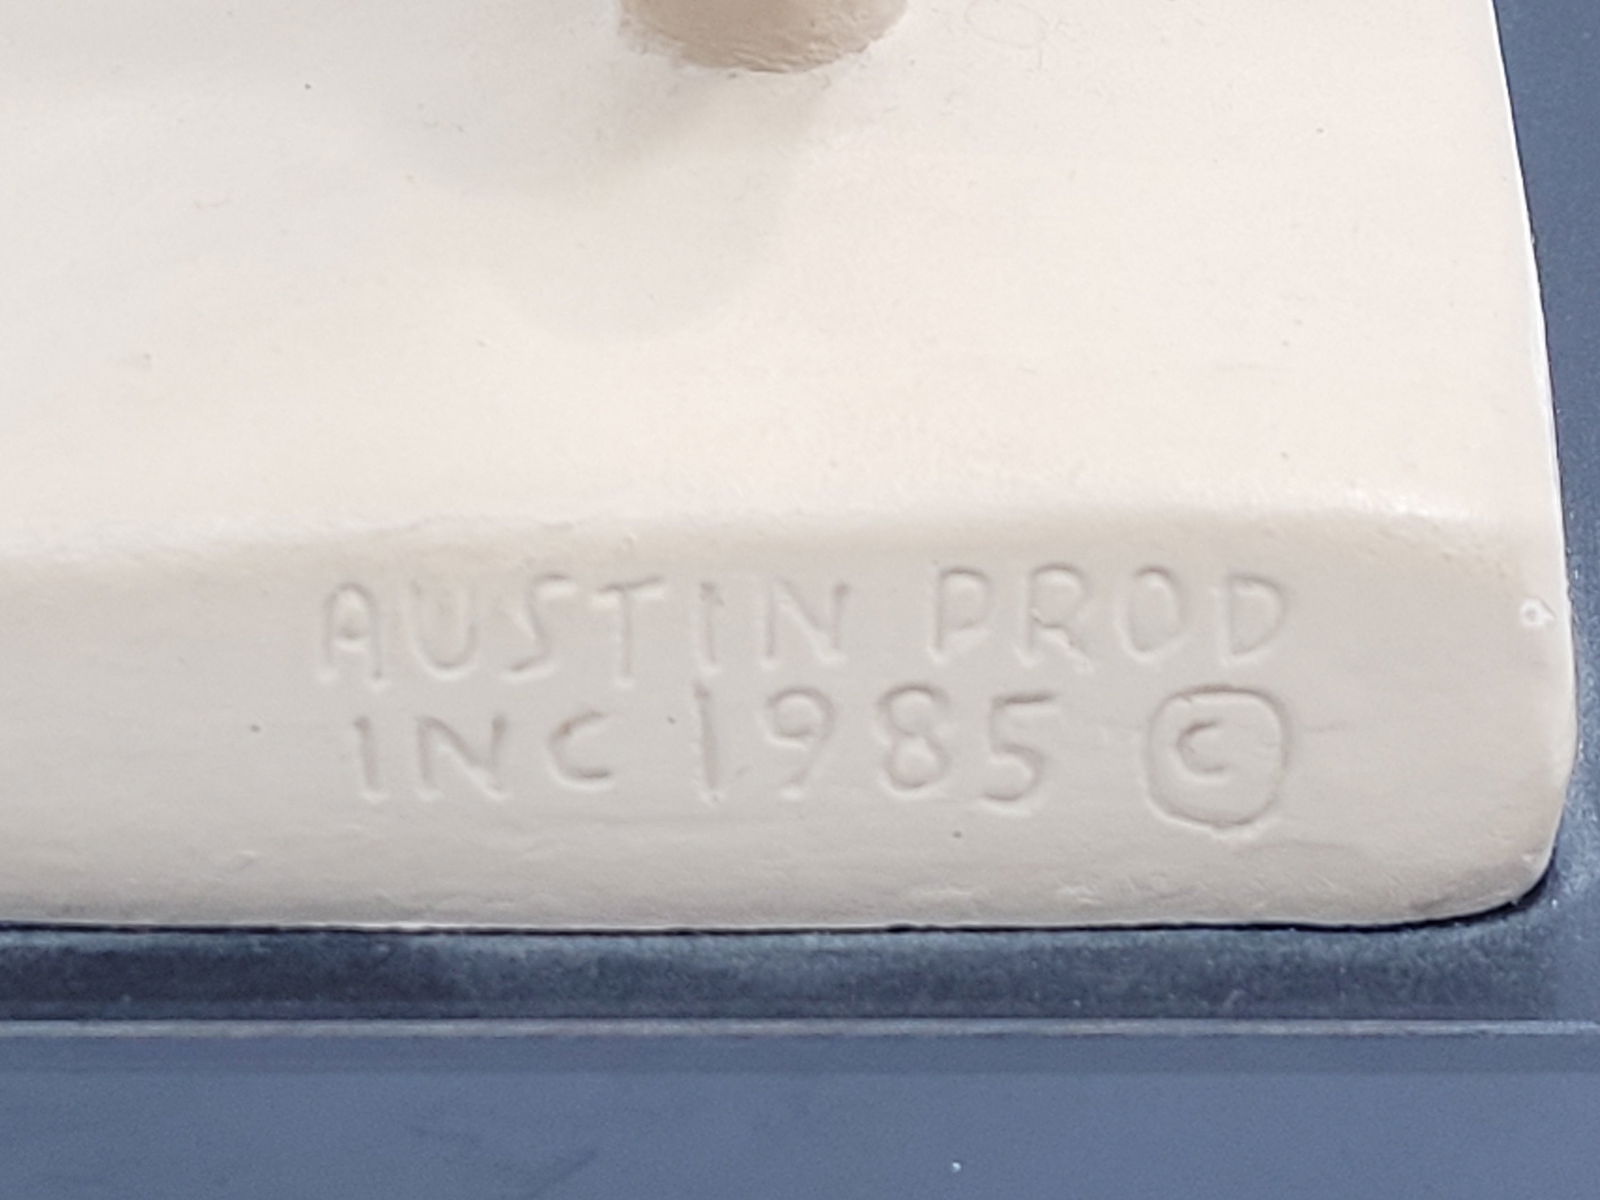 AUSTIN PROD
INC 1985 ©